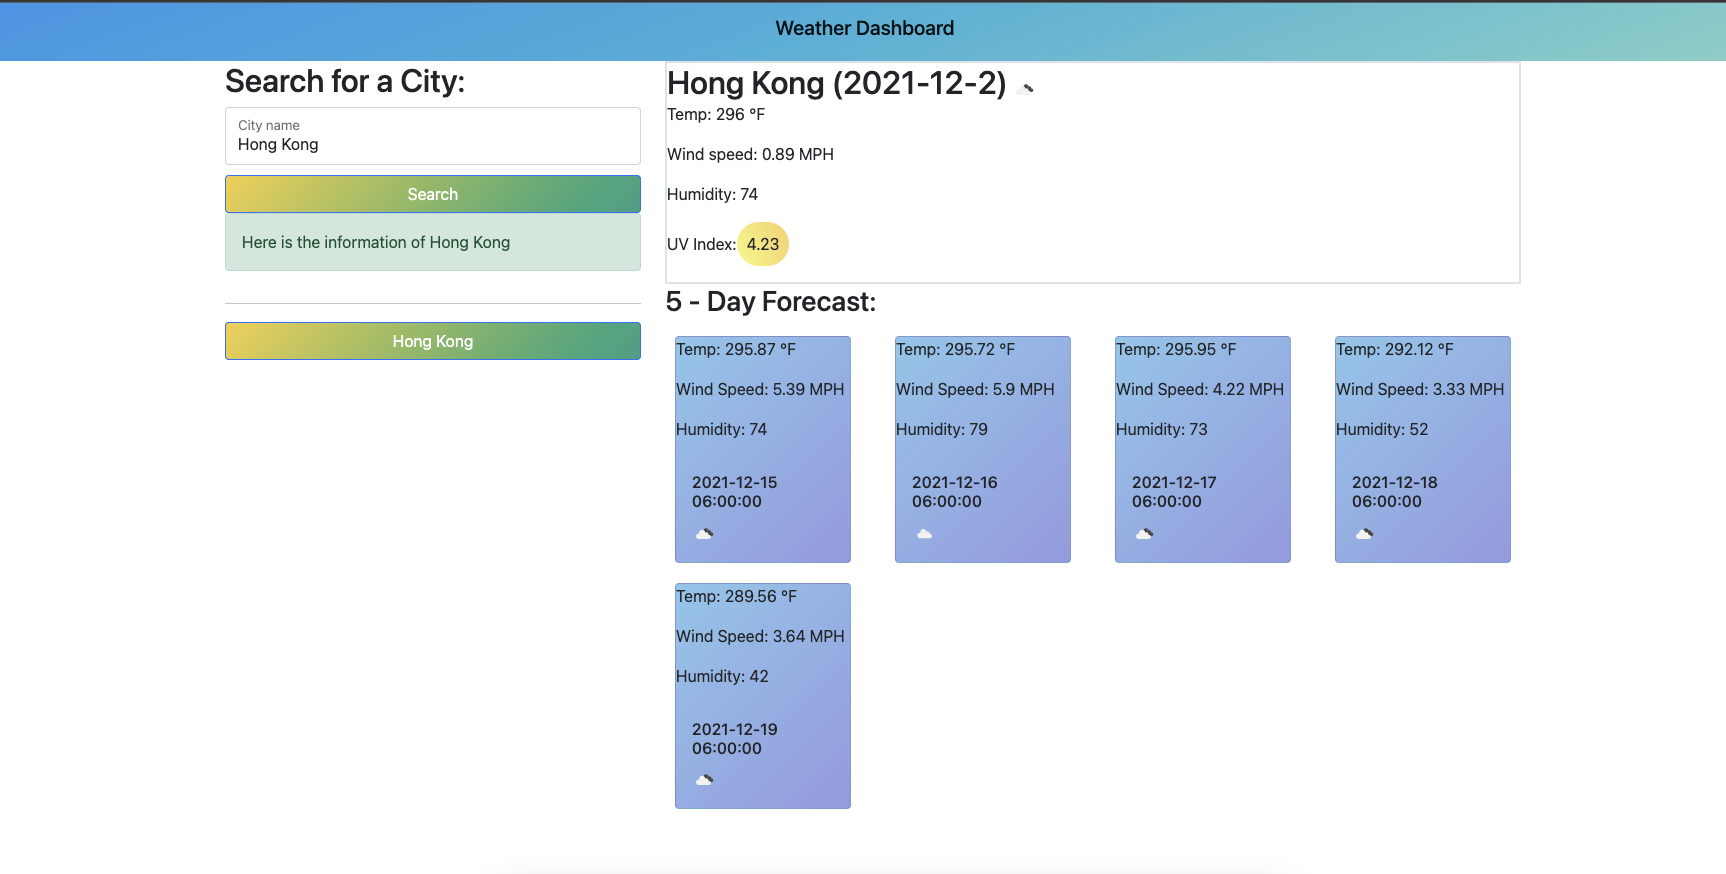 Weather Dashboard
Search for a City:
City name
Hong Kong
Search
Here is the information of Hong Kong
Hong Kong
Hong Kong (2021-12-2)
Temp: 296 °F
Wind speed: 0.89 MPH
Humidity: 74
UV Index: 4.23
5 - Day Forecast:
Temp: 295.87 °F
Wind Speed: 5.39 MPH
Humidity: 74
2021-12-15
06:00:00
Temp: 295.72 °F
Wind Speed: 5.9 MPH
Humidity: 79
2021-12-16
06:00:00
Temp: 295.95 °F
Wind Speed: 4.22 MPH
Humidity: 73
2021-12-17
06:00:00
Temp: 292.12 °F
Wind Speed: 3.33 MPH
Humidity: 52
2021-12-18
06:00:00
Temp: 289.56 °F
Wind Speed: 3.64 MPH
Humidity: 42
2021-12-19
06:00:00